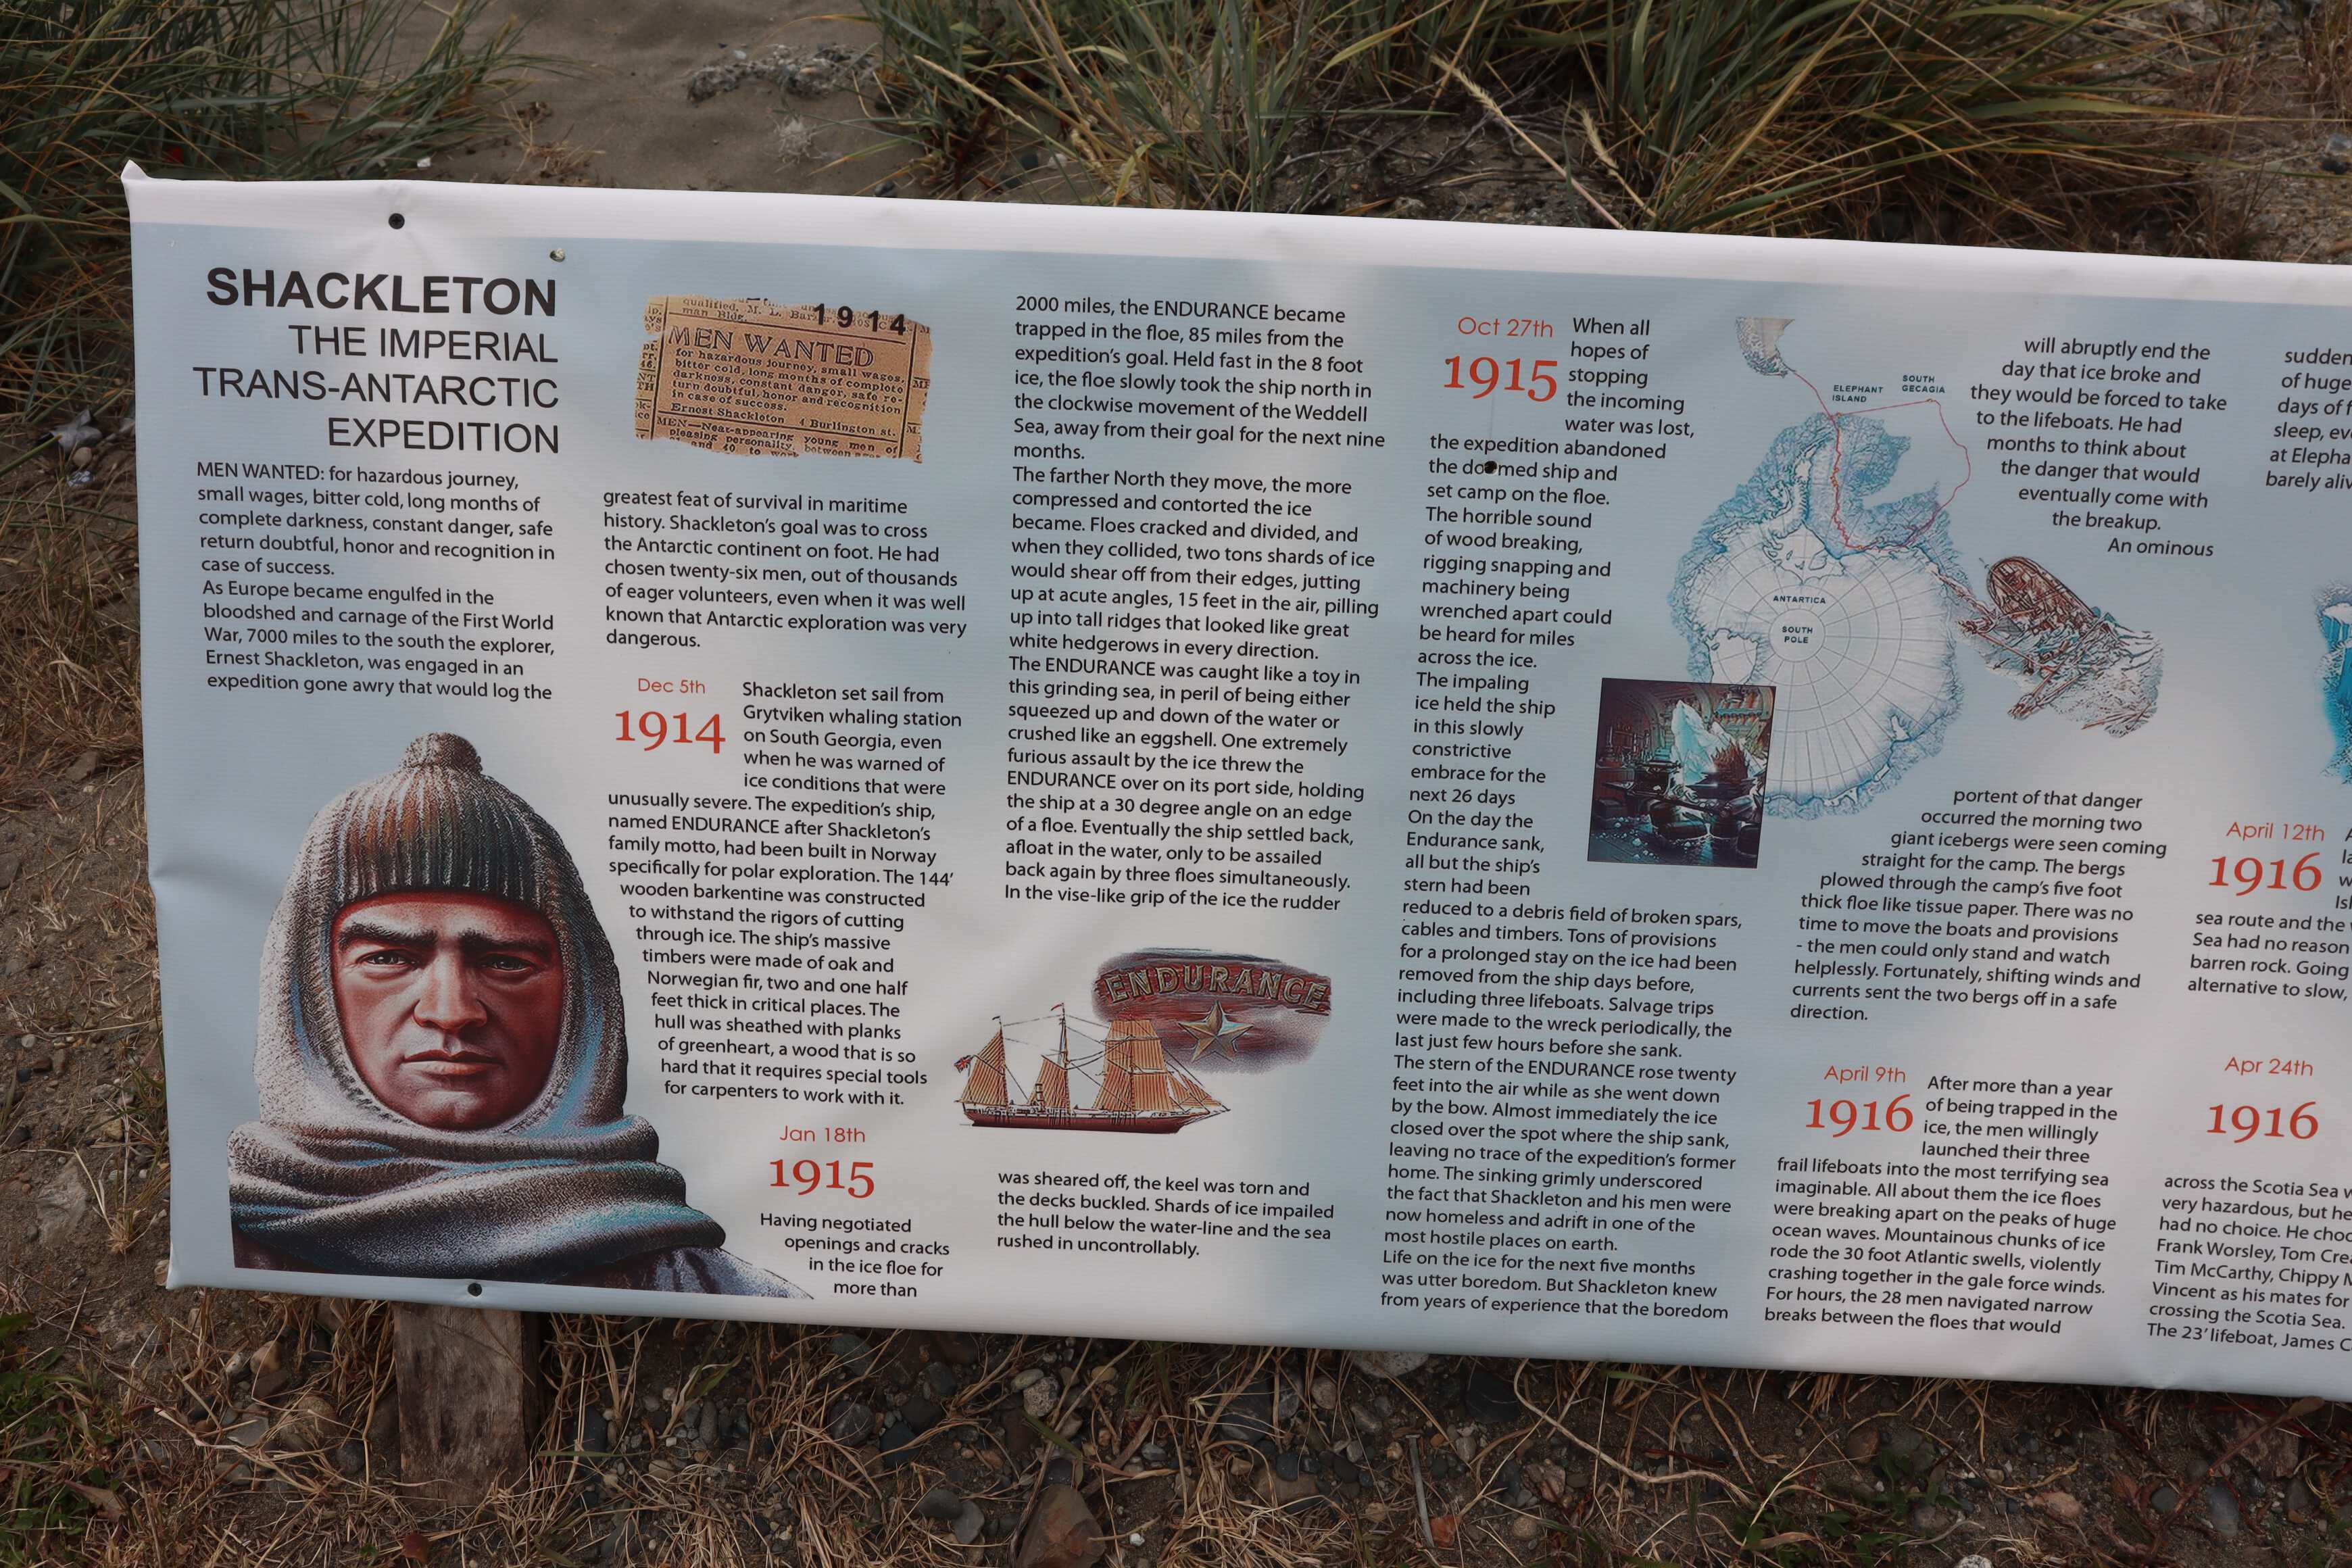 SHACKLETON
THE IMPERIAL
TRANS-ANTARCTIC
EXPEDITION
MEN WANTED: for hazardous journey,
small wages, bitter cold, long months of
complete darkness, constant danger, safe
return doubtful, honor and recognition in
case of success.
As Europe became engulfed in the
bloodshed and carnage of the First World
War, 7000 miles to the south the explorer,
Ernest Shackleton, was engaged in an
expedition gone awry that would log the
1914
qualified, M. L.
man Bldg.
MEN WANTED
for hazardous journey, small wages,
bitter cold, long months of complete
darkness, constant danger, safe re-
turn doubtful, honor and recognition
in case of success.
Ernest Shackleton 4 Burlington st.
MEN—Neat-appearing young men of
pleasing personality, between
and 40 to work
greatest feat of survival in maritime
history. Shackleton's goal was to cross
the Antarctic continent on foot. He had
chosen twenty-six men, out of thousands
of eager volunteers, even when it was well
known that Antarctic exploration was very
dangerous.
Dec 5th
1914
Shackleton set sail from
Grytviken whaling station
on South Georgia, even
when he was warned of
ice conditions that were
unusually severe. The expedition's ship,
named ENDURANCE after Shackleton's
family motto, had been built in Norway
specifically for polar exploration. The 144'
wooden barkentine was constructed
to withstand the rigors of cutting
through ice. The ship's massive
timbers were made of oak and
Norwegian fir, two and one half
feet thick in critical places. The
hull was sheathed with planks
of greenheart, a wood that is so
hard that it requires special tools
for carpenters to work with it.
Jan 18th
1915
Having negotiated
openings and cracks
in the ice floe for
more than
2000 miles, the ENDURANCE became
trapped in the floe, 85 miles from the
expedition's goal. Held fast in the 8 foot
ice, the floe slowly took the ship north in
the clockwise movement of the Weddell
Sea, away from their goal for the next nine
months.
The farther North they move, the more
compressed and contorted the ice
became. Floes cracked and divided, and
when they collided, two tons shards of ice
would shear off from their edges, jutting
up at acute angles, 15 feet in the air, pilling
up into tall ridges that looked like great
white hedgerows in every direction.
The ENDURANCE was caught like a toy in
this grinding sea, in peril of being either
squeezed up and down of the water or
crushed like an eggshell. One extremely
furious assault by the ice threw the
ENDURANCE over on its port side, holding
the ship at a 30 degree angle on an edge
of a floe. Eventually the ship settled back,
afloat in the water, only to be assailed
back again by three floes simultaneously.
In the vise-like grip of the ice the rudder
ENDURANCE
was sheared off, the keel was torn and
the decks buckled. Shards of ice impailed
the hull below the water-line and the sea
rushed in uncontrollably.
Oct 27th
1915
When all
hopes of
stopping
the incoming
water was lost,
the expedition abandoned
the doomed ship and
set camp on the floe.
The horrible sound
of wood breaking,
rigging snapping and
machinery being
wrenched apart could
be heard for miles
across the ice.
The impaling
ice held the ship
in this slowly
constrictive
embrace for the
next 26 days
On the day the
Endurance sank,
all but the ship's
stern had been
reduced to a debris field of broken spars,
cables and timbers. Tons of provisions
for a prolonged stay on the ice had been
removed from the ship days before,
including three lifeboats. Salvage trips
were made to the wreck periodically, the
last just few hours before she sank.
The stern of the ENDURANCE rose twenty
feet into the air while as she went down
by the bow. Almost immediately the ice
closed over the spot where the ship sank,
leaving no trace of the expedition's former
home. The sinking grimly underscored
the fact that Shackleton and his men were
now homeless and adrift in one of the
most hostile places on earth.
Life on the ice for the next five months
was utter boredom. But Shackleton knew
from years of experience that the boredom
ELEPHANT
ISLAND
SOUTH
GECAGIA
ANTARTICA
SOUTH
POLE
will abruptly end the
day that ice broke and
they would be forced to take
to the lifeboats. He had
months to think about
the danger that would
eventually come with
the breakup.
An ominous
portent of that danger
occurred the morning two
giant icebergs were seen coming
straight for the camp. The bergs
plowed through the camp's five foot
thick floe like tissue paper. There was no
time to move the boats and provisions
- the men could only stand and watch
helplessly. Fortunately, shifting winds and
currents sent the two bergs off in a safe
direction.
April 9th
1916
After more than a year
of being trapped in the
ice, the men willingly
launched their three
frail lifeboats into the most terrifying sea
imaginable. All about them the ice floes
were breaking apart on the peaks of huge
ocean waves. Mountainous chunks of ice
rode the 30 foot Atlantic swells, violently
crashing together in the gale force winds.
For hours, the 28 men navigated narrow
breaks between the floes that would
sudden
of huge
days of
sleep,
at
barely
April 12th
1916
sea route and the
Sea had no reason
barren rock. Going
alternative to slow,
Apr 24th
1916
across the Scotia Sea
very hazardous, but he
had no choice. He
Frank Worsley, Tom
Tim McCarthy, Chippy
Vincent as his mates for
crossing the Scotia Sea.
The 23' lifeboat, James